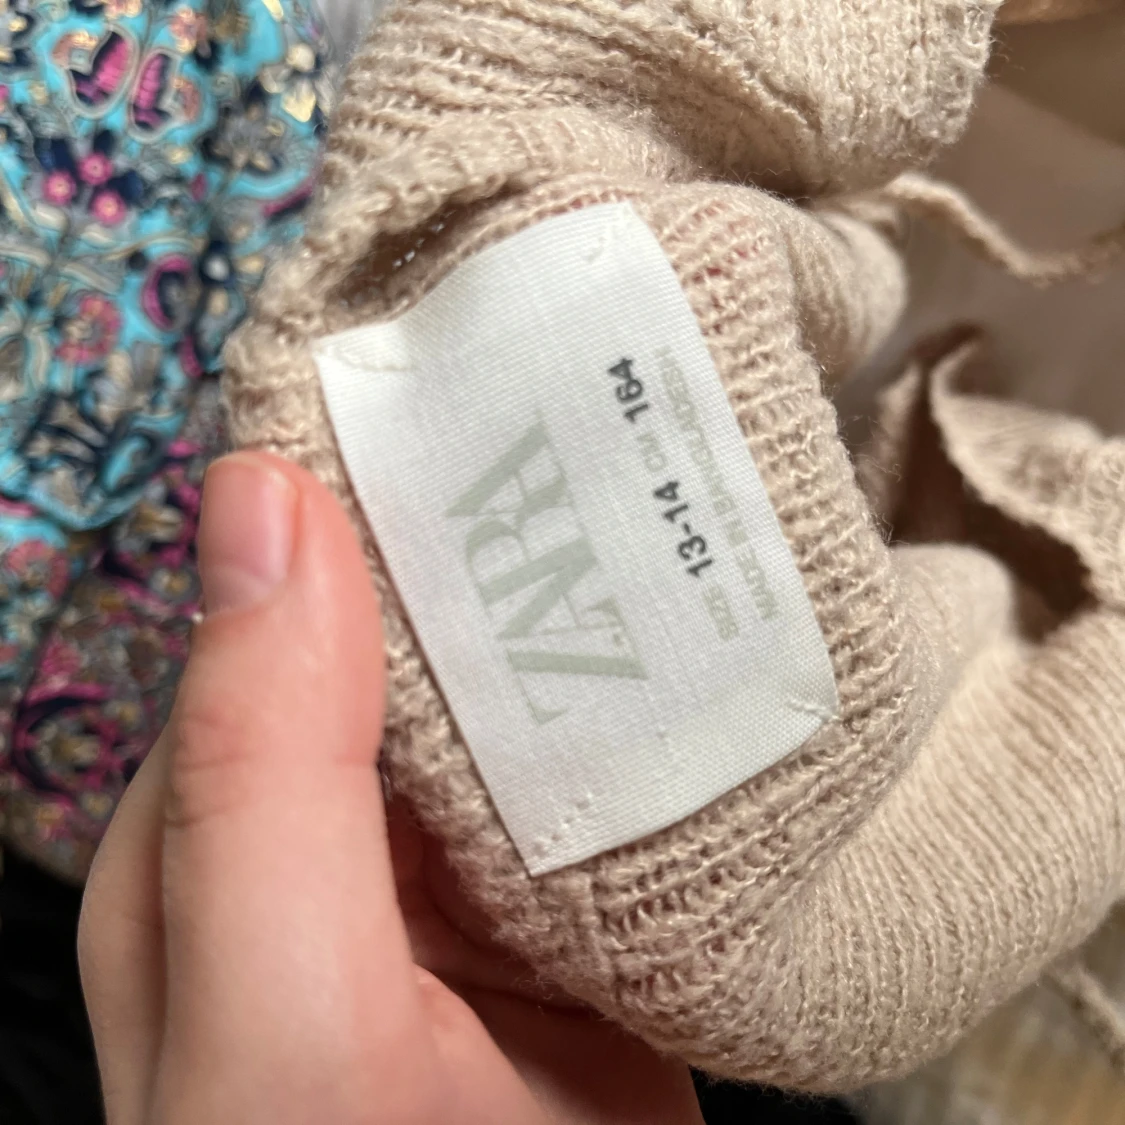 ZARA
SIZE 13-14 CM 164
MADE IN BANGLADESH